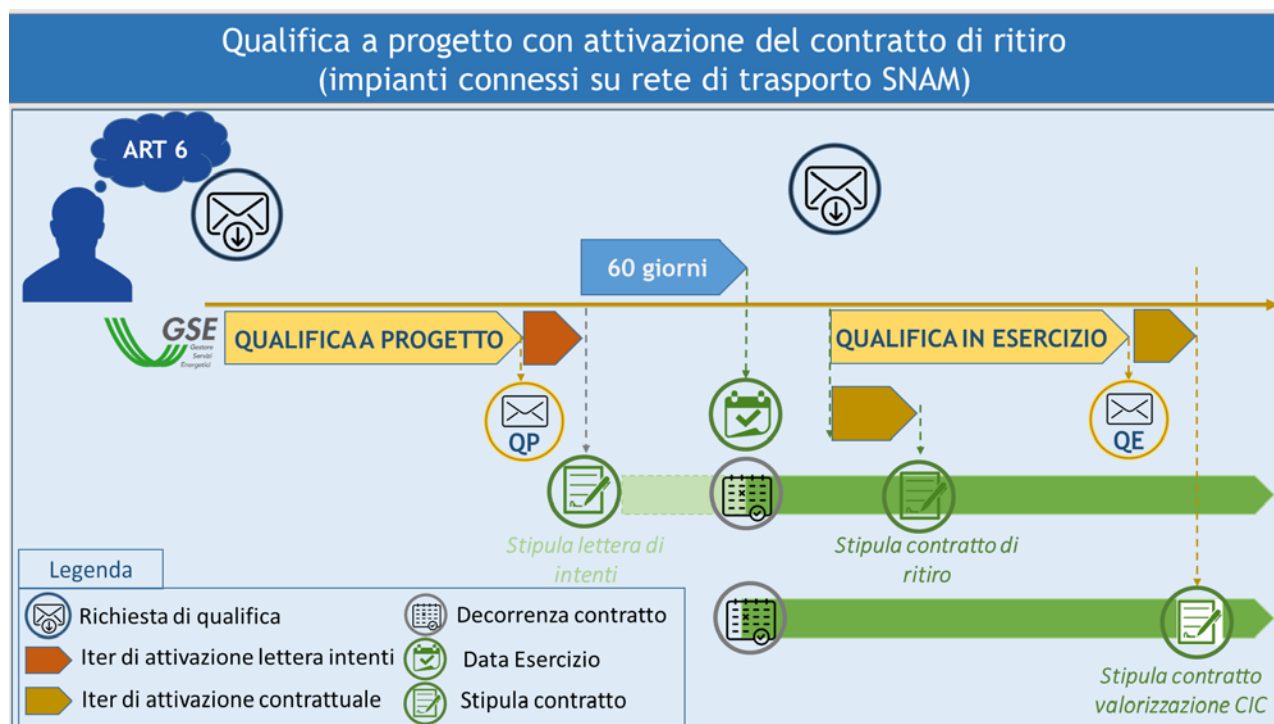 Qualifica a progetto con attivazione del contratto di ritiro
(impianti connessi su rete di trasporto SNAM)
ART 6
60 giorni
GSE
Gestore
Servizi
Energetici
QUALIFICA A PROGETTO
QUALIFICA IN ESERCIZIO
QP
QE
Stipula lettera di
intenti
Stipula contratto di
ritiro
Legenda
Richiesta di qualifica
Decorrenza contratto
Iter di attivazione lettera intenti
Data Esercizio
Iter di attivazione contrattuale
Stipula contratto
Stipula contratto
valorizzazione CIC